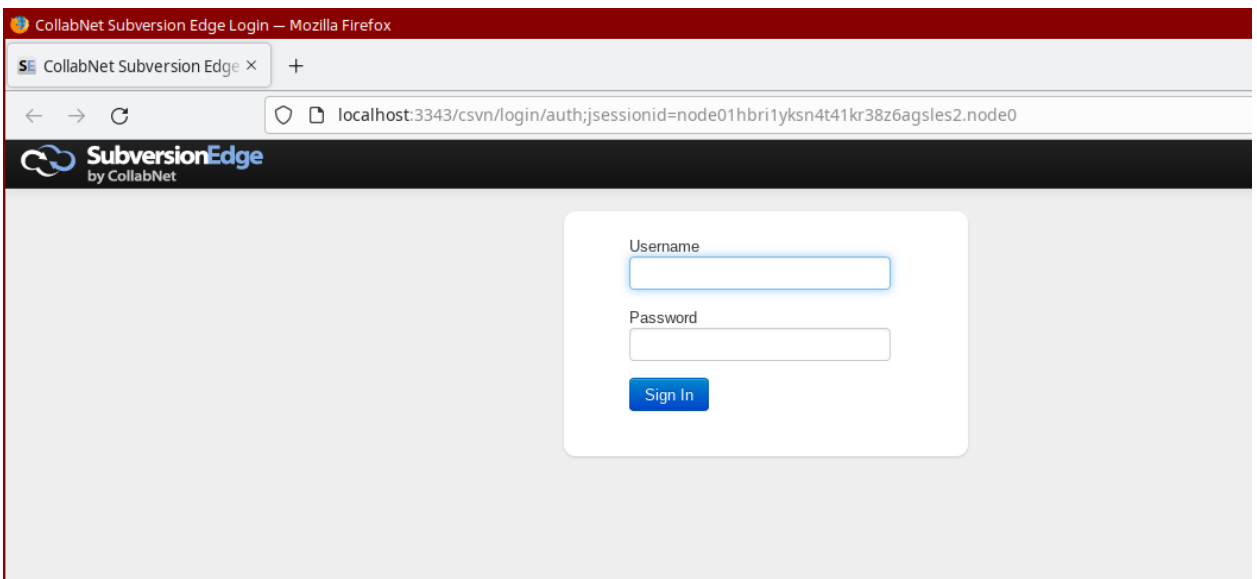 CollabNet Subversion Edge Login — Mozilla Firefox
SE CollabNet Subversion Edge
localhost:3343/csvn/login/auth;jsessionid=node01hbri1yksn4t41kr38z6agsles2.node0
SubversionEdge
by CollabNet
Username
Password
Sign In